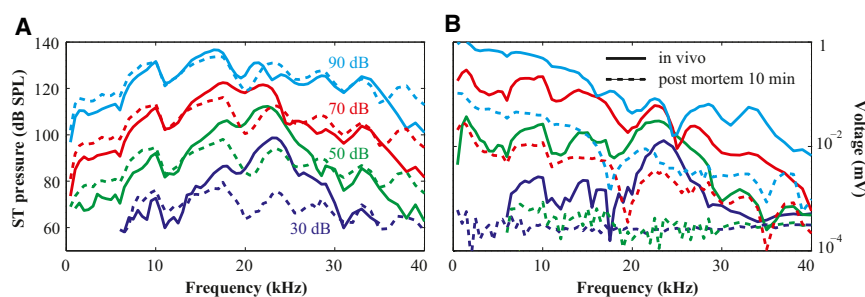 A
B
140
120
100
80
60
ST pressure (dB SPL)
90 dB
70 dB
50 dB
30 dB
0
10
20
30
40
Frequency (kHz)
in vivo
post mortem 10 min
1
10-2
10-4
Voltage (mV)
0
10
20
30
40
Frequency (kHz)